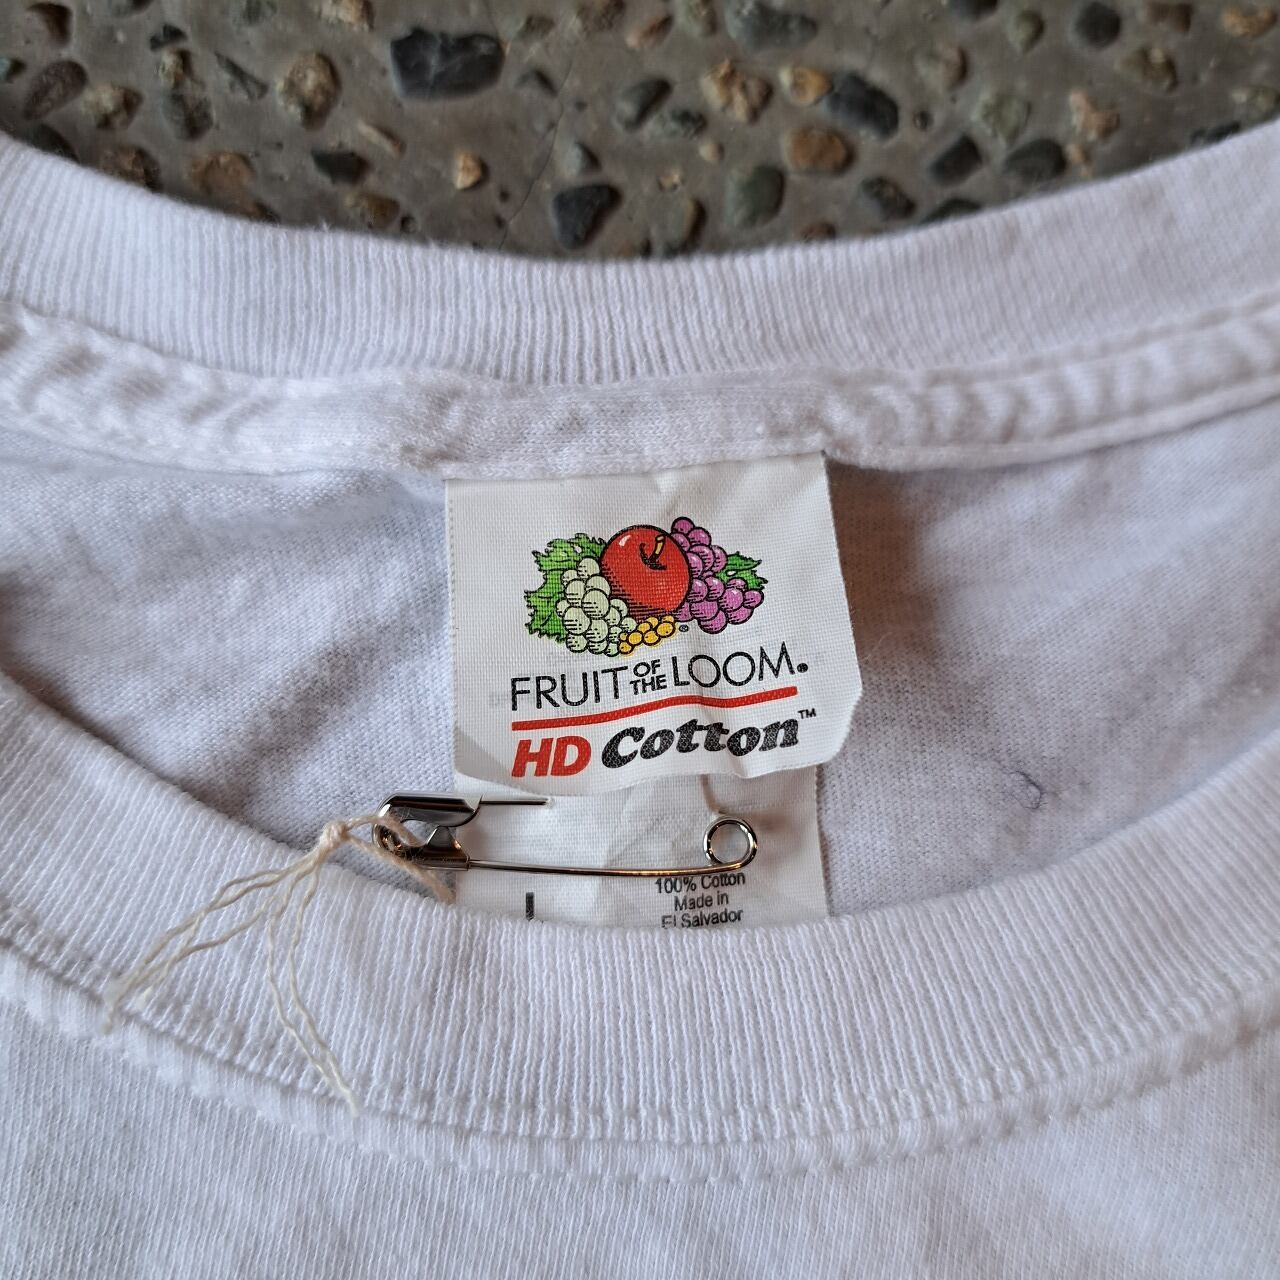 FRUIT OF THE LOOM®
HD Cotton™
L
100% Cotton
Made in
El Salvador